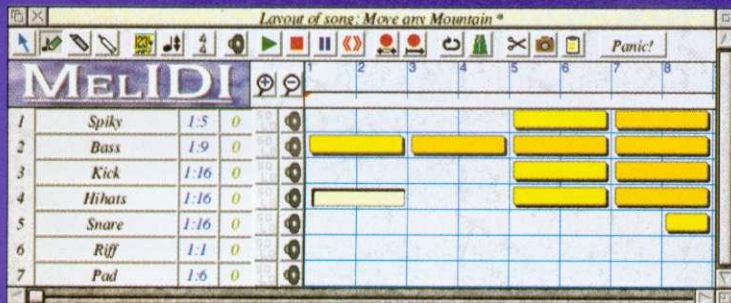 Layout of song: Move any Mountain *
Panic!
MELIDI
1 2 3 4 5 6 7 8
1 Spiky 1:5 0
2 Bass 1:9 0
3 Kick 1:16 0
4 Hihats 1:16 0
5 Snare 1:16 0
6 Riff 1:1 0
7 Pad 1:6 0